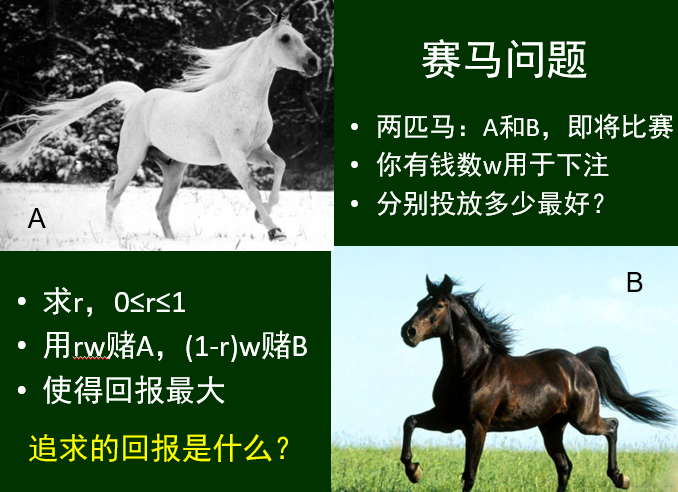 赛马问题
• 两匹马：A和B，即将比赛
• 你有钱数w用于下注
• 分别投放多少最好？
A
B
• 求r，0≤r≤1
• 用rw赌A，(1-r)w赌B
• 使得回报最大
追求的回报是什么？